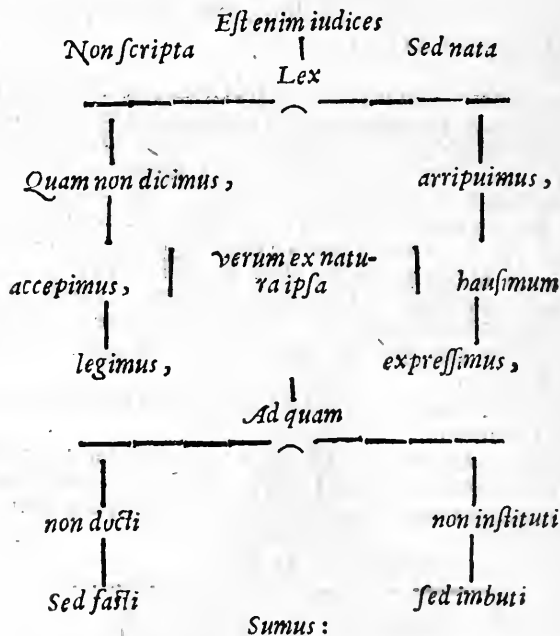 Eſt enim iudices
Non ſcripta Sed nata
Lex
Quam non dicimus, arripuimus,
accepimus, verum ex natu- hauſimum
ra ipſa
legimus, expreſſimus,
Ad quam
non docti non inſtituti
Sed facti ſed imbuti
Sumus: